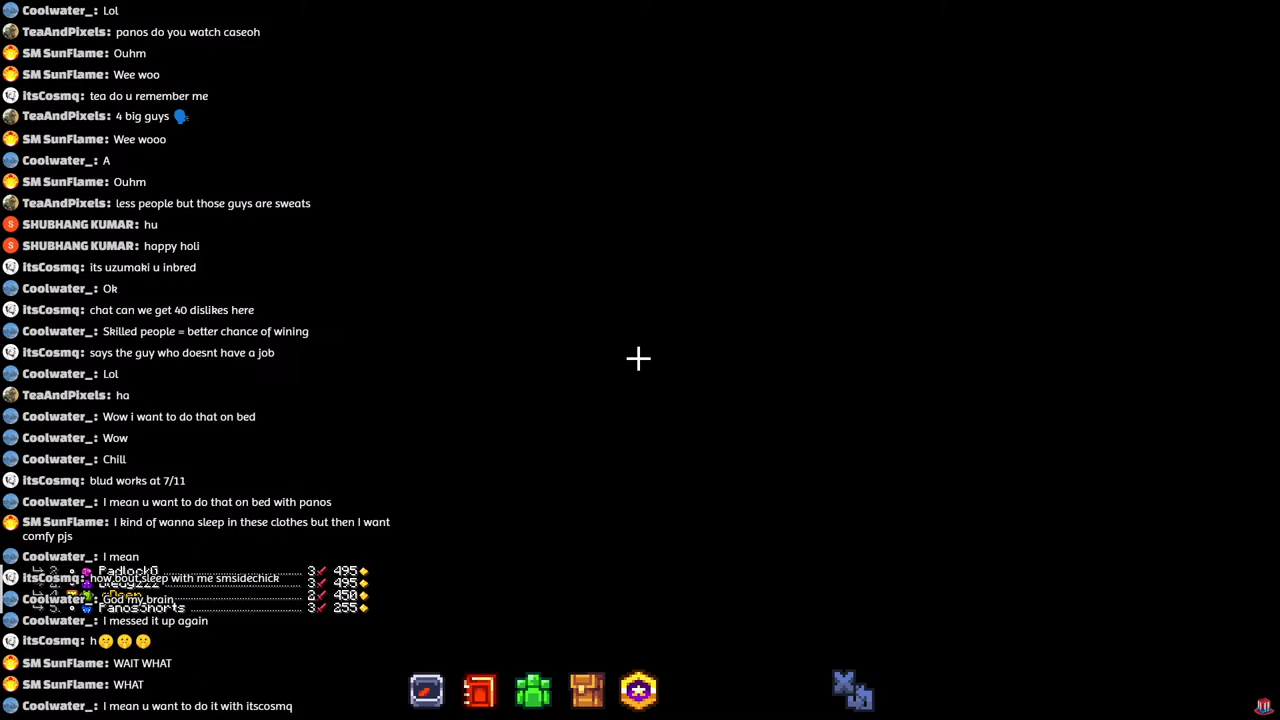 Coolwater_: Lol
TeaAndPixels: panos do you watch caseoh
SM SunFlame: Ouhm
SM SunFlame: Wee woo
itsCosmq: tea do u remember me
TeaAndPixels: 4 big guys 🗣️
SM SunFlame: Wee wooo
Coolwater_: A
SM SunFlame: Ouhm
TeaAndPixels: less people but those guys are sweats
S SHUBHANG KUMAR: hu
S SHUBHANG KUMAR: happy holi
itsCosmq: its uzumaki u inbred
Coolwater_: Ok
itsCosmq: chat can we get 40 dislikes here
Coolwater_: Skilled people = better chance of wining
itsCosmq: says the guy who doesnt have a job
Coolwater_: Lol
TeaAndPixels: ha
Coolwater_: Wow i want to do that on bed
Coolwater_: Wow
Coolwater_: Chill
itsCosmq: blud works at 7/11
Coolwater_: I mean u want to do that on bed with panos
SM SunFlame: I kind of wanna sleep in these clothes but then I want
comfy pjs
Coolwater_: I mean
PadlockG 3✓ 495
itsCosmq: how bout sleep with me smsidechick
3✓ 495
Coolwater_: God my brain
2✓ 450
5. PanosShorts 3✓ 255
Coolwater_: I messed it up again
itsCosmq: h🤫🤫🤫
SM SunFlame: WAIT WHAT
SM SunFlame: WHAT
Coolwater_: I mean u want to do it with itscosmq